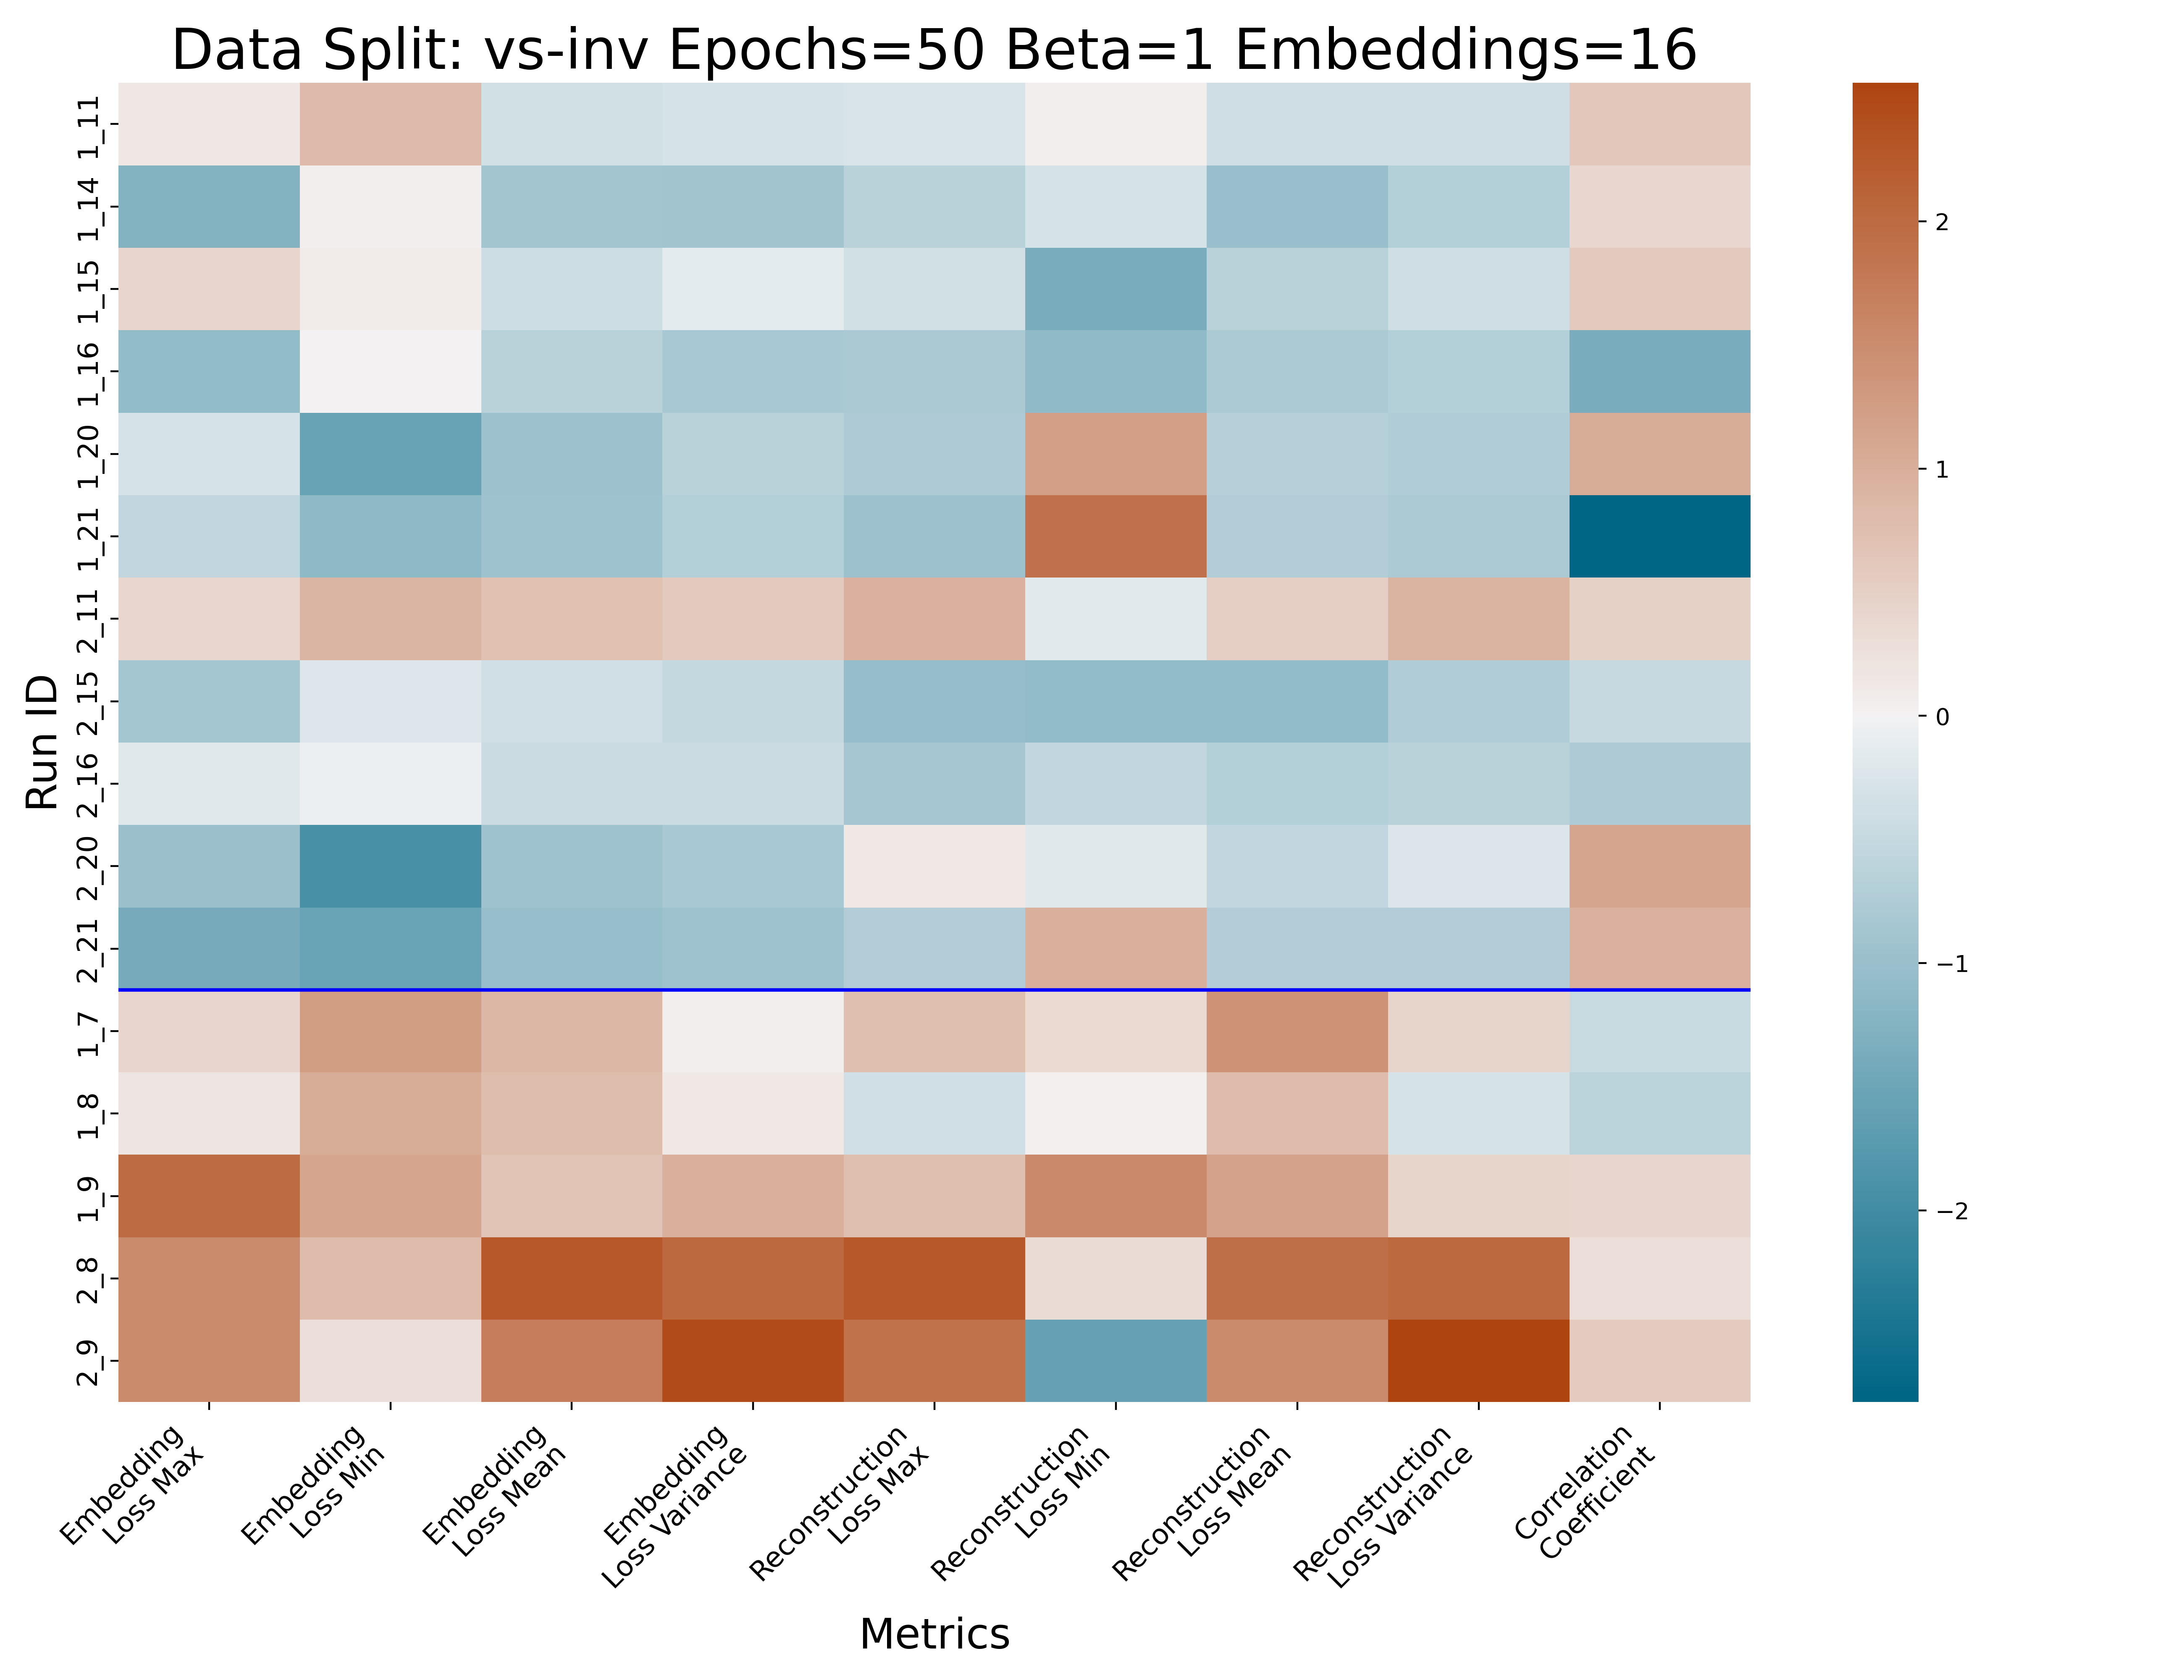 Data Split: vs-inv Epochs=50 Beta=1 Embeddings=16
Run ID
1_11
1_14
1_15
1_16
1_20
1_21
2_11
2_15
2_16
2_20
2_21
1_7
1_8
1_9
2_8
2_9
Embedding
Loss Max
Embedding
Loss Min
Embedding
Loss Mean
Embedding
Loss Variance
Reconstruction
Loss Max
Reconstruction
Loss Min
Reconstruction
Loss Mean
Reconstruction
Loss Variance
Correlation
Coefficient
Metrics
2
1
0
−1
−2